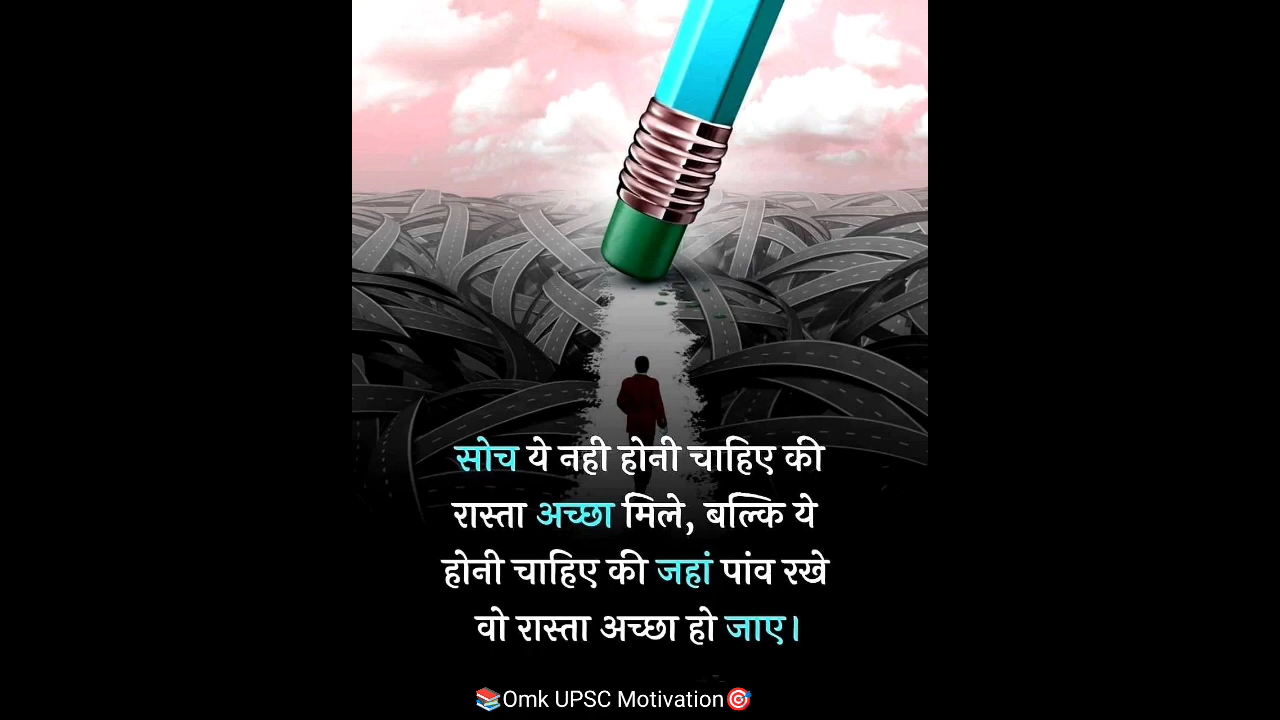 सोच ये नही होनी चाहिए की
रास्ता अच्छा मिले, बल्कि ये
होनी चाहिए की जहां पांव रखे
वो रास्ता अच्छा हो जाए।
📚Omk UPSC Motivation🎯